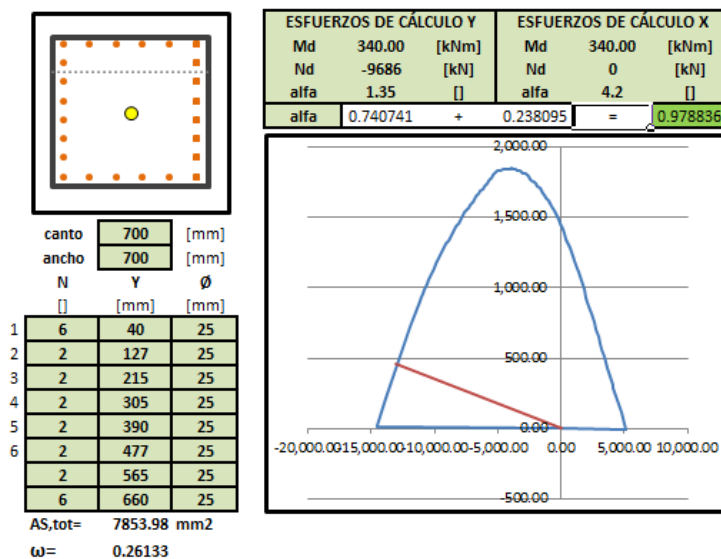 ESFUERZOS DE CÁLCULO Y ESFUERZOS DE CÁLCULO X
Md 340.00 [kNm] Md 340.00 [kNm]
Nd -9686 [kN] Nd 0 [kN]
alfa 1.35 [] alfa 4.2 []
alfa 0.740741 + 0.238095 = 0.978836
canto 700 [mm]
ancho 700 [mm]
N Y Ø
[] [mm] [mm]
1 6 40 25
2 2 127 25
3 2 215 25
4 2 305 25
5 2 390 25
6 2 477 25
2 565 25
6 660 25
AS,tot= 7853.98 mm2
ω= 0.26133
2,000.00
1,500.00
1,000.00
500.00
0.00
-20,000.00 -15,000.00 -10,000.00 -5,000.00 0.00 5,000.00 10,000.00
-500.00